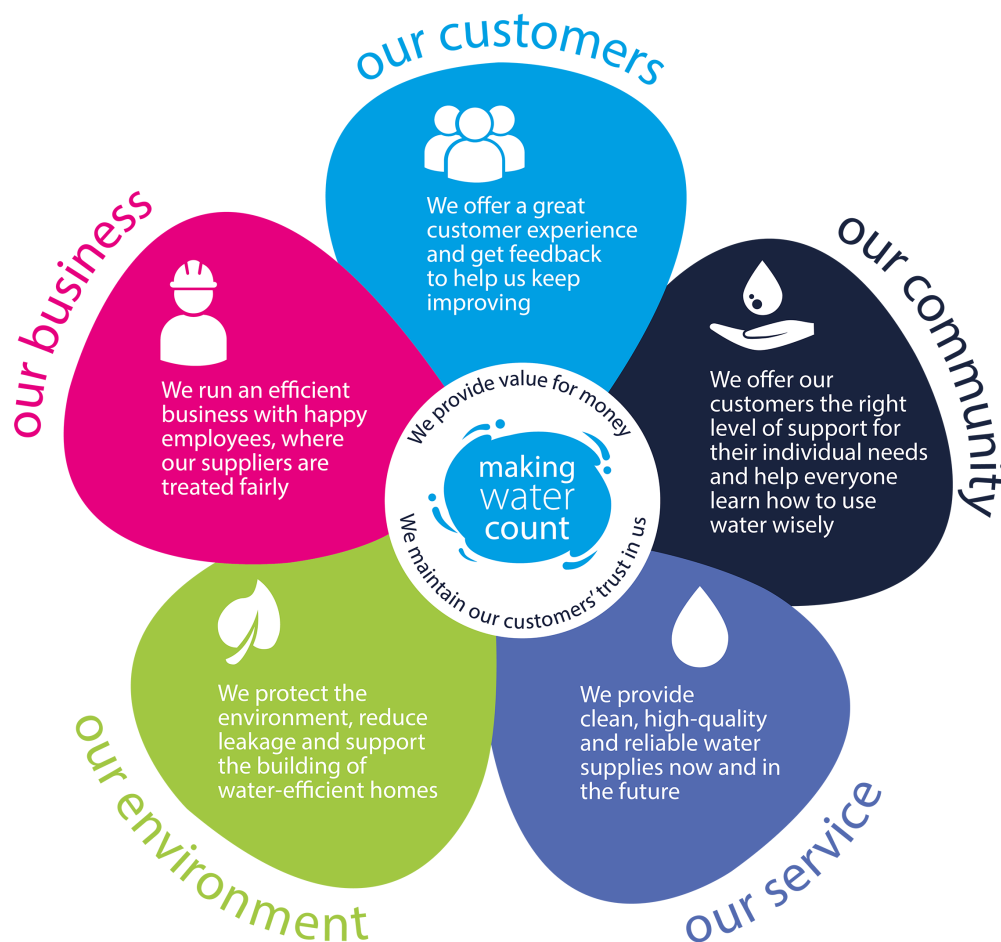 our customers
We offer a great
customer experience
and get feedback
to help us keep
improving
our community
We offer our
customers the right
level of support for
their individual needs
and help everyone
learn how to use
water wisely
our service
We provide
clean, high-quality
and reliable water
supplies now and in
the future
our environment
We protect the
environment, reduce
leakage and support
the building of
water-efficient homes
our business
We run an efficient
business with happy
employees, where
our suppliers are
treated fairly
We provide value for money
making
water
count
We maintain our customers’ trust in us